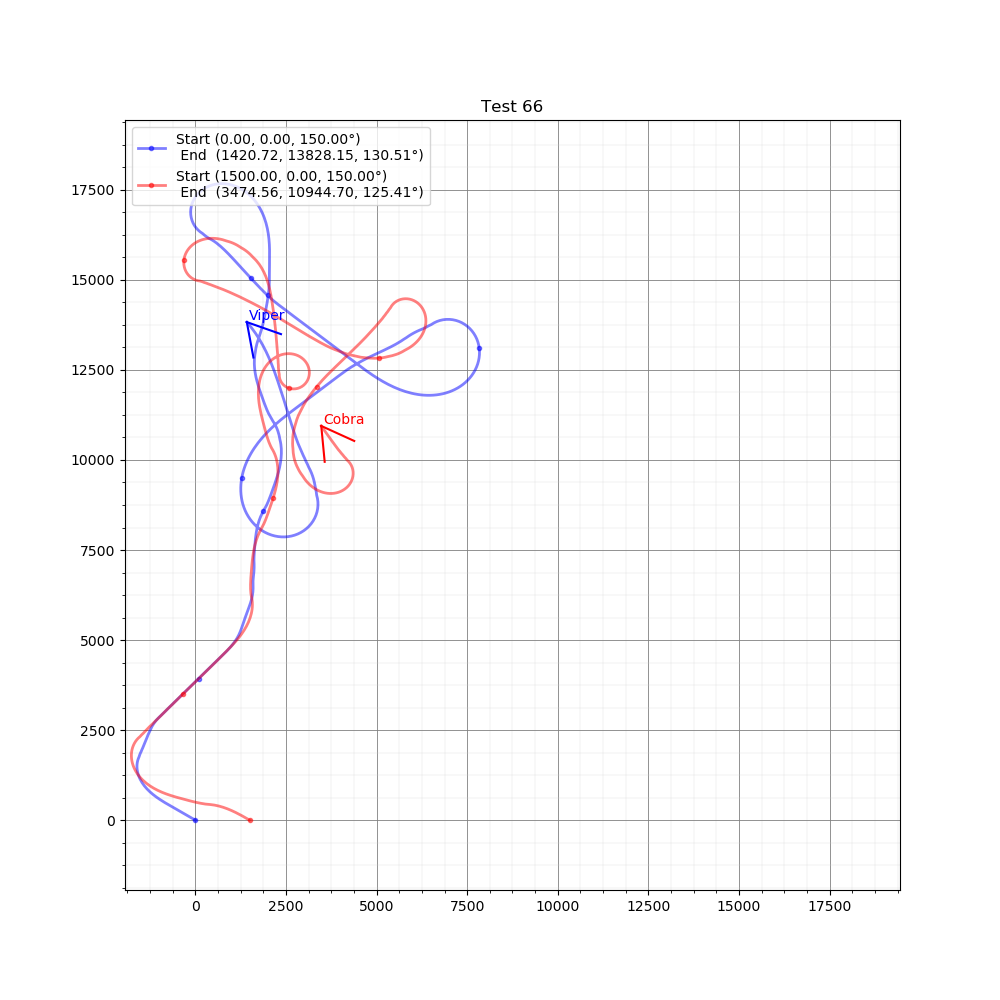 Test 66
Start (0.00, 0.00, 150.00°)
End  (1420.72, 13828.15, 130.51°)
Start (1500.00, 0.00, 150.00°)
End  (3474.56, 10944.70, 125.41°)
17500
15000
Viper
12500
Cobra
10000
7500
5000
2500
0
0 2500 5000 7500 10000 12500 15000 17500